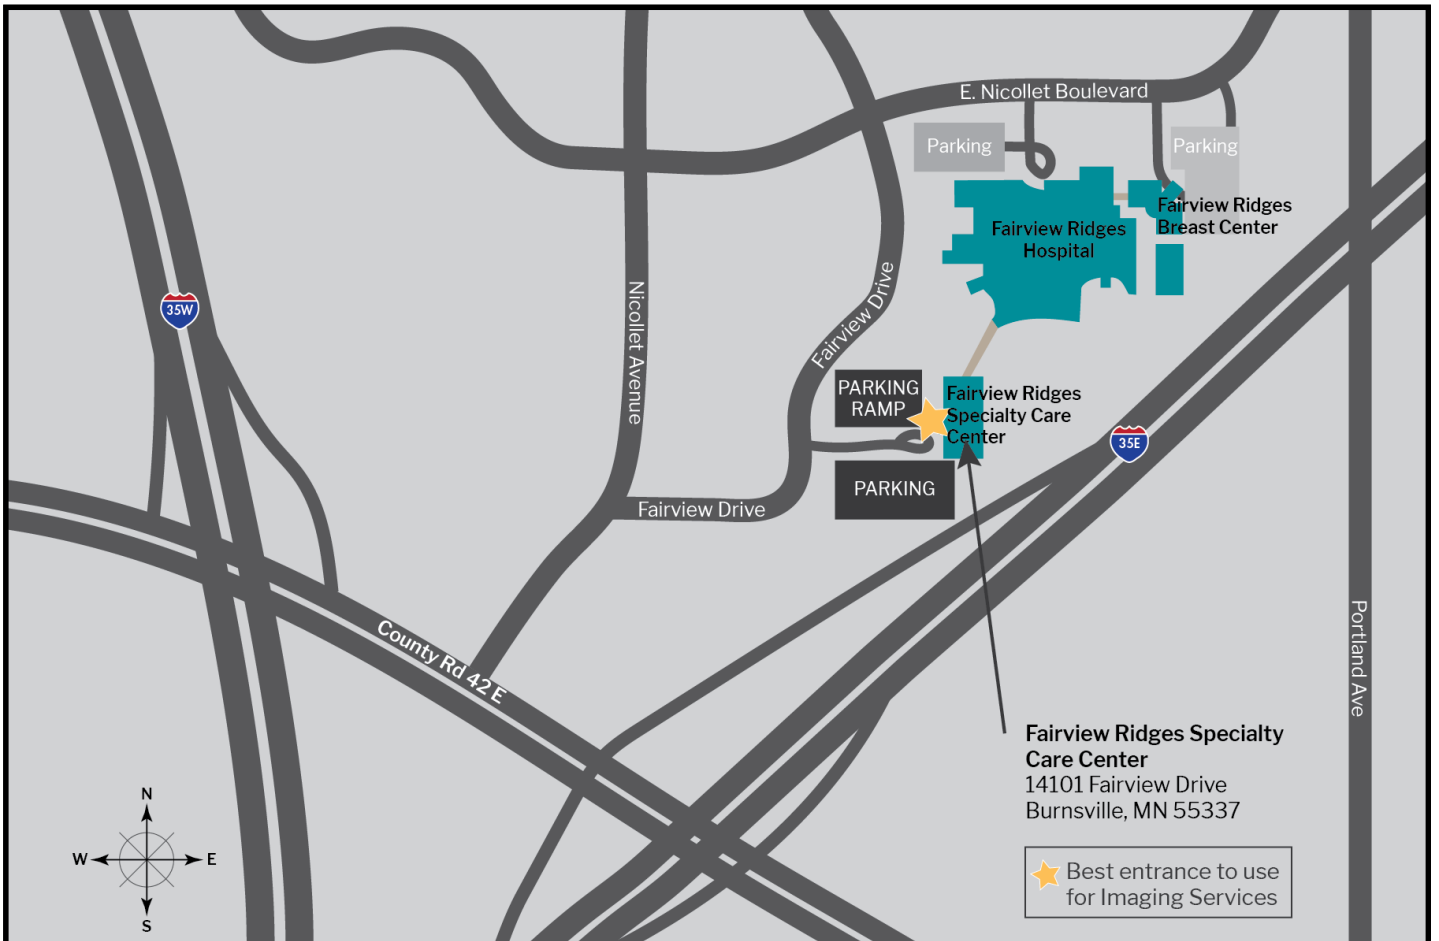 E. Nicollet Boulevard
Parking
Parking
Fairview Ridges
Breast Center
Fairview Ridges
Hospital
35W
Nicollet Avenue
Fairview Drive
PARKING
RAMP
Fairview Ridges
Specialty Care
Center
35E
PARKING
Fairview Drive
County Rd 42 E
Portland Ave
Fairview Ridges Specialty
Care Center
14101 Fairview Drive
Burnsville, MN 55337
N
W
E
S
Best entrance to use
for Imaging Services